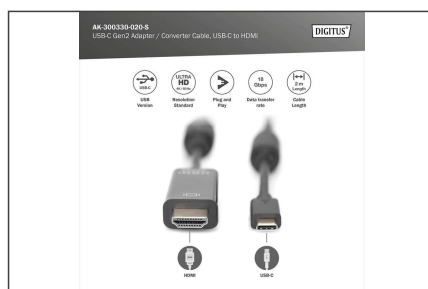 AK-300330-020-S
USB-C Gen2 Adapter / Converter Cable, USB-C to HDMI
DIGITUS®
USB-C
ULTRA
HD
4K / 60Hz
10
Gbps
2 m
Length
USB
Version
Resolution
Standard
Plug and
Play
Data transfer
rate
Cable
Length
HDMI
USB-C